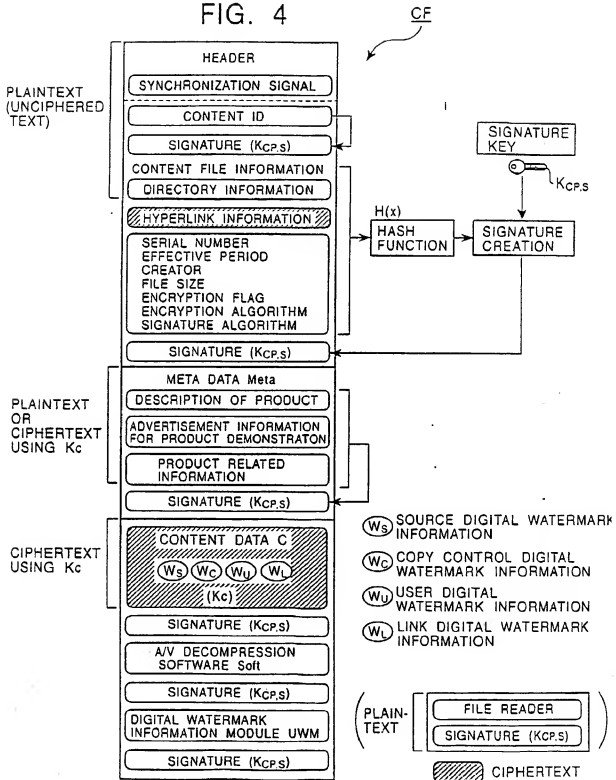 FIG. 4
CF
HEADER
SYNCHRONIZATION SIGNAL
PLAINTEXT
(UNCIPHERED
TEXT)
CONTENT ID
SIGNATURE (KCP,S)
CONTENT FILE INFORMATION
DIRECTORY INFORMATION
HYPERLINK INFORMATION
SERIAL NUMBER
EFFECTIVE PERIOD
CREATOR
FILE SIZE
ENCRYPTION FLAG
ENCRYPTION ALGORITHM
SIGNATURE ALGORITHM
SIGNATURE (KCP,S)
H(x)
HASH
FUNCTION
SIGNATURE
KEY
KCP,S
SIGNATURE
CREATION
PLAINTEXT
OR
CIPHERTEXT
USING Kc
META DATA Meta
DESCRIPTION OF PRODUCT
ADVERTISEMENT INFORMATION
FOR PRODUCT DEMONSTRATON
PRODUCT RELATED
INFORMATION
SIGNATURE (KCP,S)
CIPHERTEXT
USING Kc
CONTENT DATA C
WS WC WU WL
(Kc)
SIGNATURE (KCP,S)
A/V DECOMPRESSION
SOFTWARE Soft
SIGNATURE (KCP,S)
DIGITAL WATERMARK
INFORMATION MODULE UWM
SIGNATURE (KCP,S)
WS SOURCE DIGITAL WATERMARK
INFORMATION
WC COPY CONTROL DIGITAL
WATERMARK INFORMATION
WU USER DIGITAL
WATERMARK INFORMATION
WL LINK DIGITAL WATERMARK
INFORMATION
PLAIN-
TEXT
FILE READER
SIGNATURE (KCP,S)
CIPHERTEXT